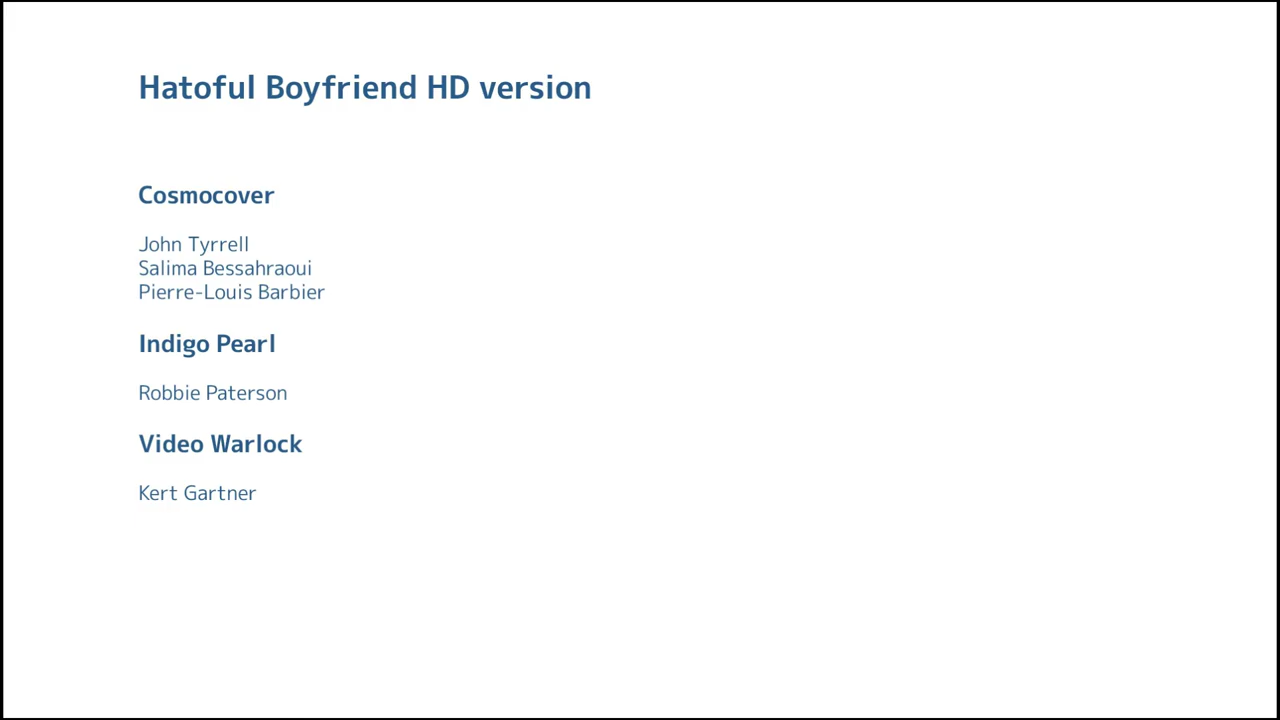 Hatoful Boyfriend HD version
Cosmocover
John Tyrrell
Salima Bessahraoui
Pierre-Louis Barbier
Indigo Pearl
Robbie Paterson
Video Warlock
Kert Gartner